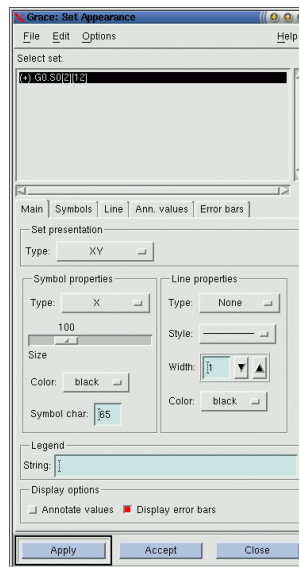 Grace: Set Appearance
File Edit Options Help
Select set:
(+) G0.S0[2][12]
Main Symbols Line Ann. values Error bars
Set presentation
Type: XY
Symbol properties Line properties
Type: X Type: None
100
Style:
Size
Width: 1
Color: black
Color: black
Symbol char: 65
Legend
String:
Display options
Annotate values Display error bars
Apply Accept Close